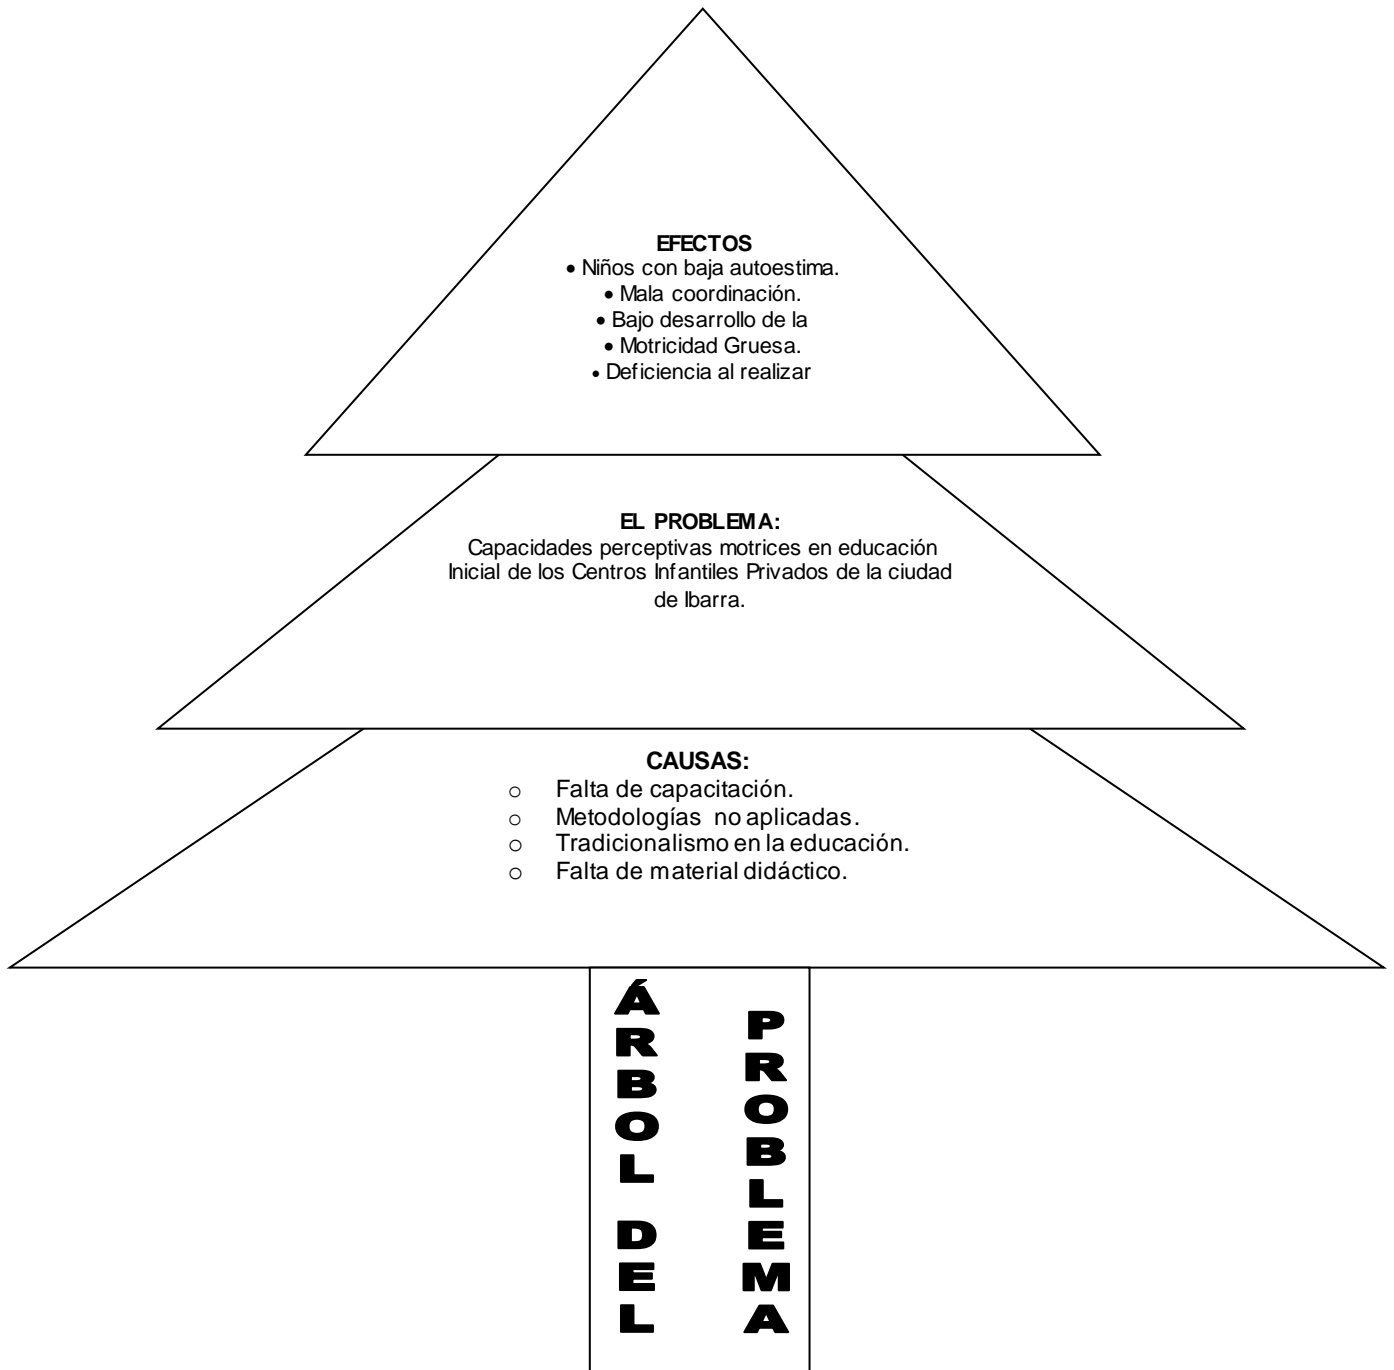 EFECTOS
• Niños con baja autoestima.
• Mala coordinación.
• Bajo desarrollo de la
• Motricidad Gruesa.
• Deficiencia al realizar
EL PROBLEMA:
Capacidades perceptivas motrices en educación
Inicial de los Centros Infantiles Privados de la ciudad
de Ibarra.
CAUSAS:
o Falta de capacitación.
o Metodologías no aplicadas.
o Tradicionalismo en la educación.
o Falta de material didáctico.
ÁRBOL DEL
PROBLEMA